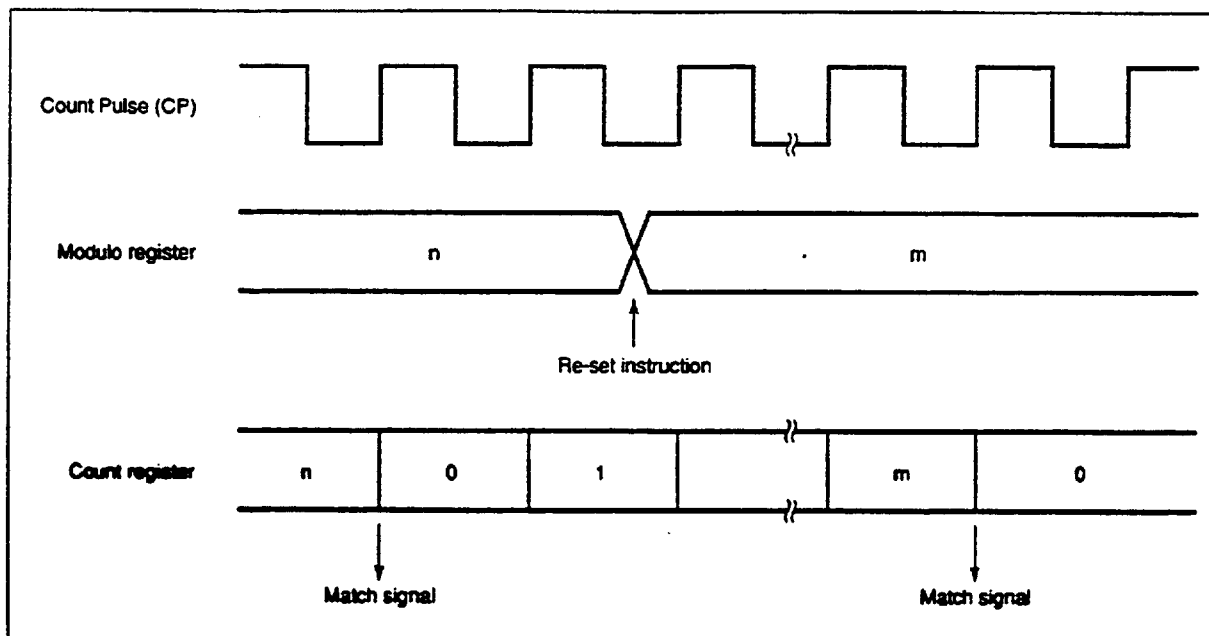 Count Pulse (CP)
Modulo register
n
m
Re-set instruction
Count register
n
0
1
m
0
Match signal
Match signal